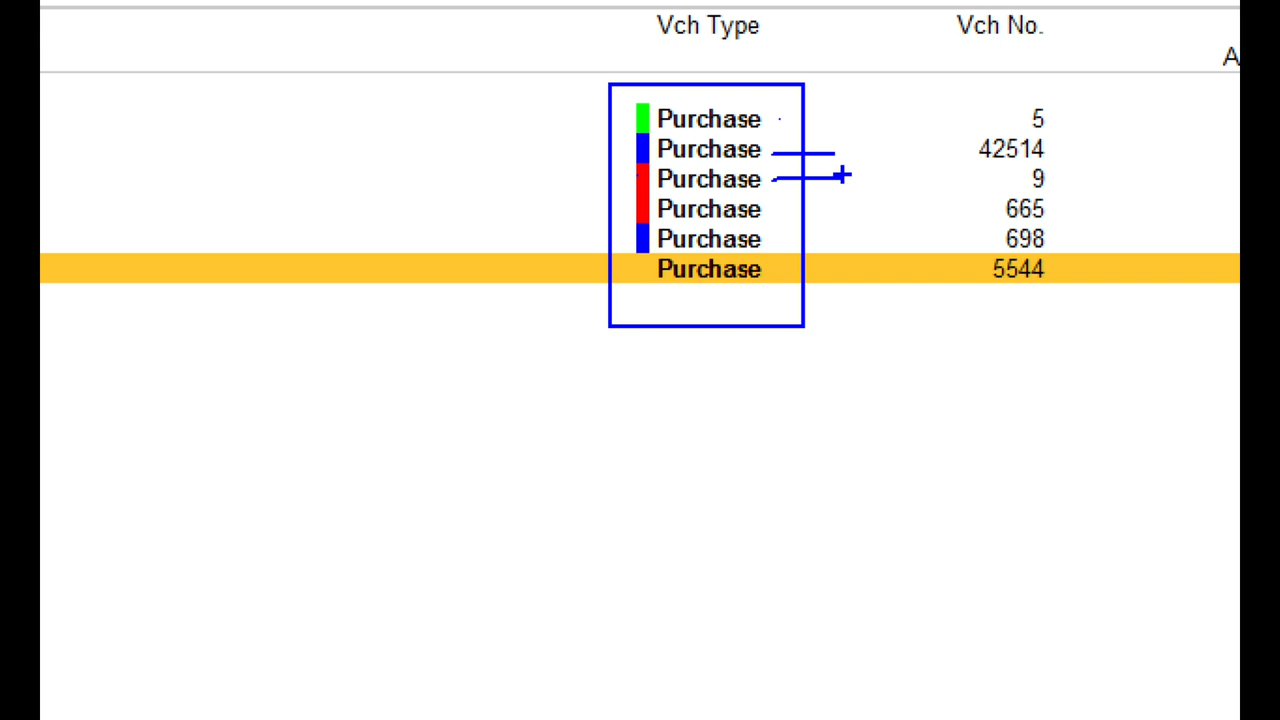 Vch Type Vch No.
A
Purchase 5
Purchase 42514
Purchase 9
Purchase 665
Purchase 698
Purchase 5544